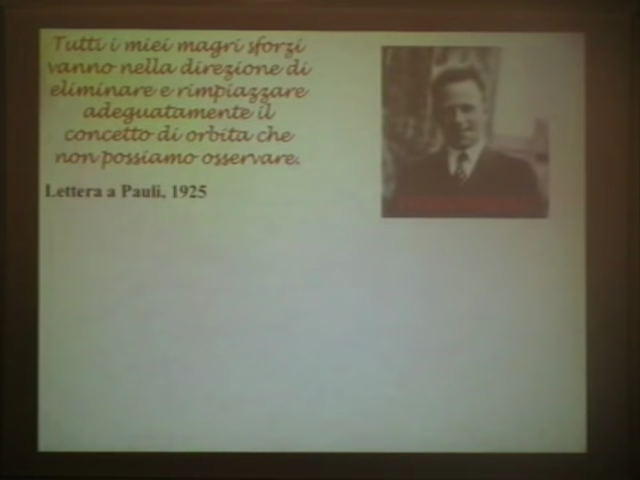 Tutti i miei magri sforzi
vanno nella direzione di
eliminare e rimpiazzare
adeguatamente il
concetto di orbita che
non possiamo osservare.
Lettera a Pauli, 1925